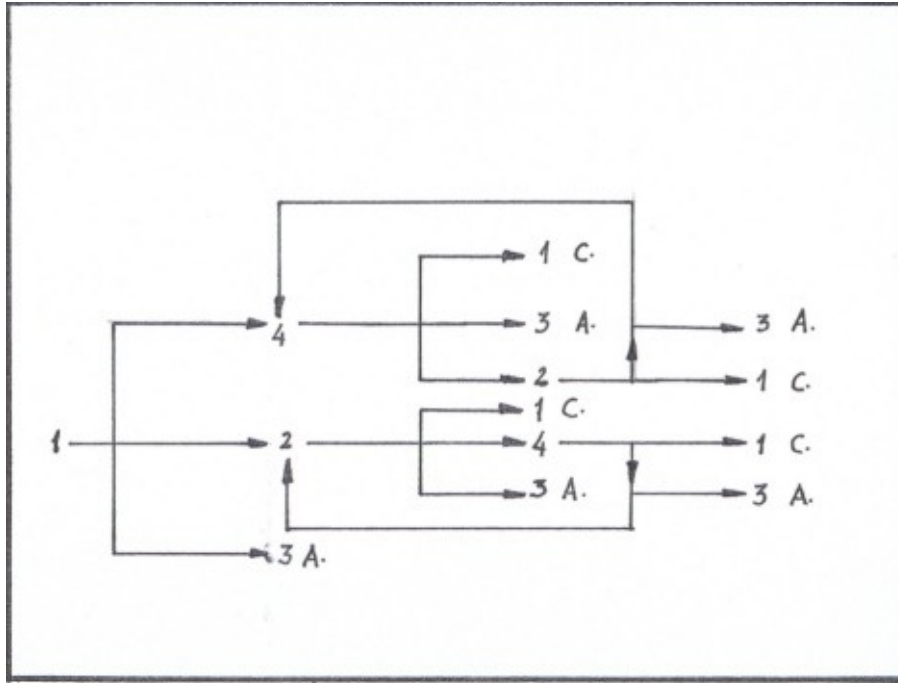 1 C.
4 3 A. 3 A.
2 1 C.
1 C.
1 2 4 1 C.
3 A. 3 A.
3 A.